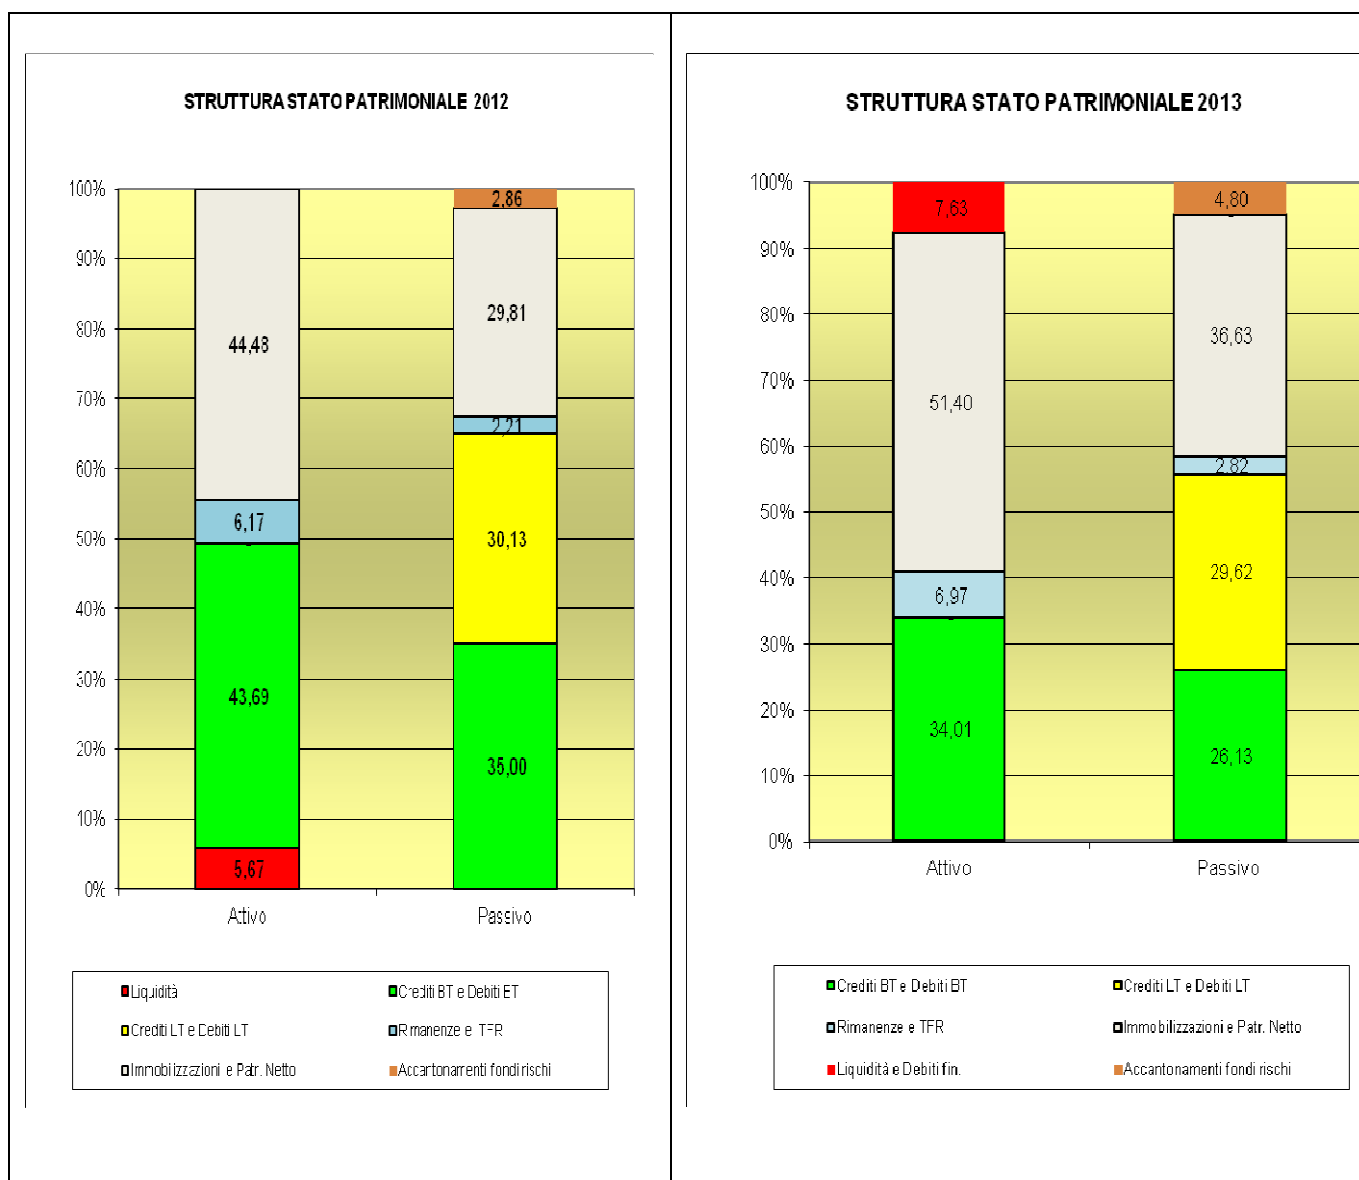 STRUTTURA STATO PATRIMONIALE 2012
100%
90%
80%
70%
60%
50%
40%
30%
20%
10%
0%
44,48
6,17
43,69
5,67
2,86
29,81
2,21
30,13
35,00
Attivo
Passivo
Liquidità
Crediti BT e Debiti ET
Crediti LT e Debiti LT
Rimanenze e TFR
Immobilizzazioni e Patr. Netto
Accartonamenti fondi rischi
STRUTTURA STATO PATRIMONIALE 2013
100%
90%
80%
70%
60%
50%
40%
30%
20%
10%
0%
7,63
51,40
6,97
34,01
4,80
36,63
2,82
29,62
26,13
Attivo
Passivo
Crediti BT e Debiti BT
Crediti LT e Debiti LT
Rimanenze e TFR
Immobilizzazioni e Patr. Netto
Liquidità e Debiti fin.
Accantonamenti fondi rischi